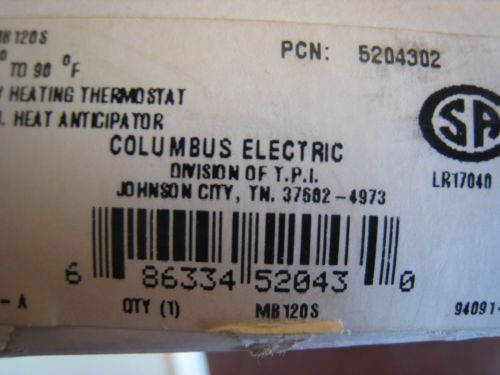 MB120S
PCN: 5204302
° TO 90 °F
Y HEATING THERMOSTAT
. HEAT ANTICIPATOR
COLUMBUS ELECTRIC
DIVISION OF T.P.I.
JOHNSON CITY, TN. 37602-4973
SA
LR17040
6 86334 52043 0
- A
QTY (1)
MB120S
94091-